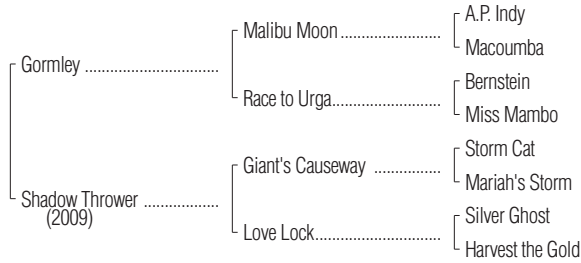 A.P. Indy
Malibu Moon ...................
Macoumba
Gormley .........................
Bernstein
Race to Urga.....................
Miss Mambo
Storm Cat
Giant's Causeway .............
Mariah's Storm
Shadow Thrower ..............
(2009)
Silver Ghost
Love Lock........................
Harvest the Gold